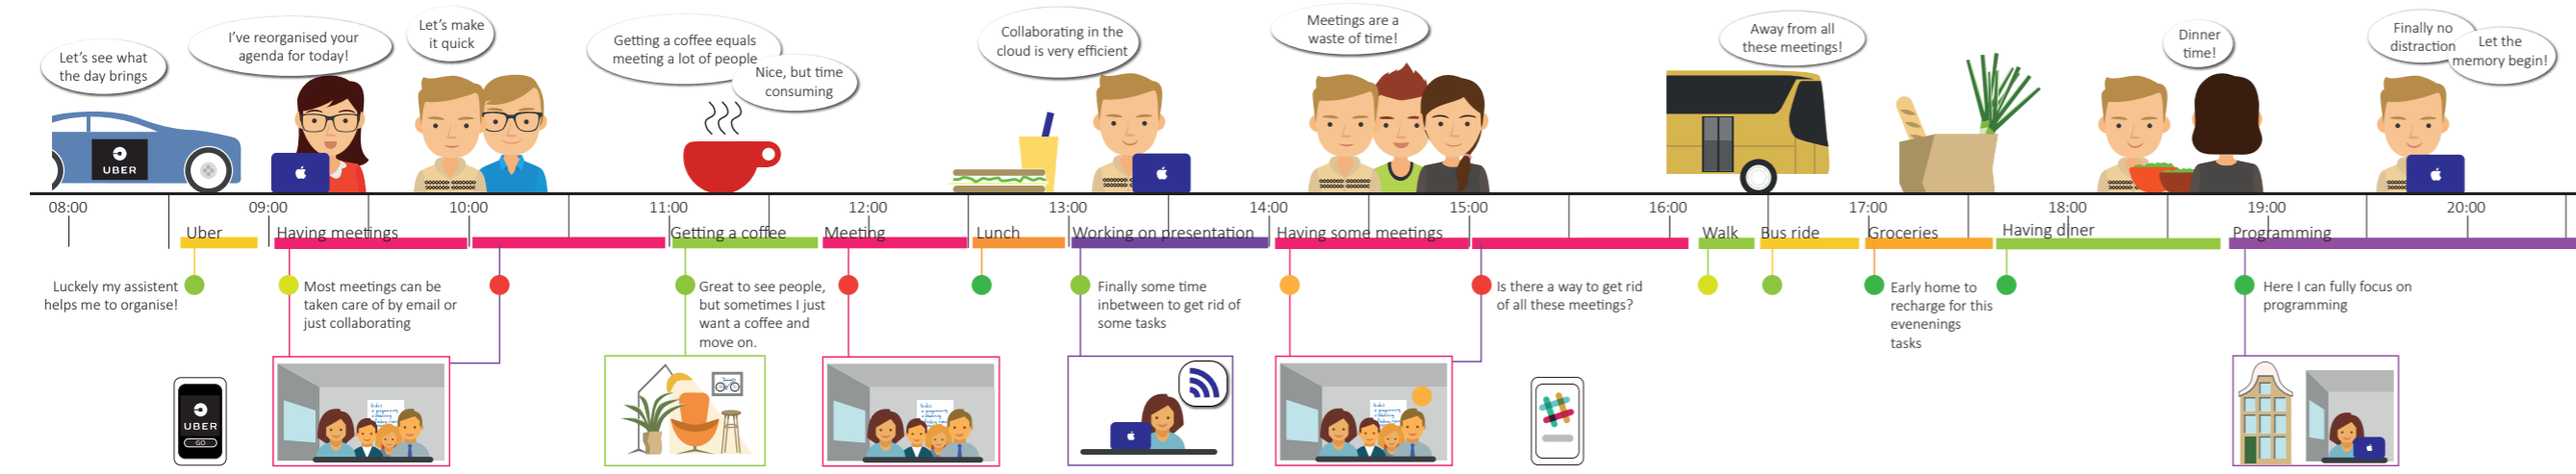 Let's see what
the day brings
I've reorganised your
agenda for today!
Let's make
it quick
Getting a coffee equals
meeting a lot of people
Nice, but time
consuming
Collaborating in the
cloud is very efficient
Meetings are a
waste of time!
Away from all
these meetings!
Dinner
time!
Finally no
distraction
Let the
memory begin!
UBER
08:00
09:00
10:00
11:00
12:00
13:00
14:00
15:00
16:00
17:00
18:00
19:00
20:00
Uber
Having meetings
Getting a coffee
Meeting
Lunch
Working on presentation
Having some meetings
Walk
Bus ride
Groceries
Having diner
Programming
Luckely my assistent
helps me to organise!
Most meetings can be
taken care of by email or
just collaborating
Great to see people,
but sometimes I just
want a coffee and
move on.
Finally some time
inbetween to get rid of
some tasks
Is there a way to get rid
of all these meetings?
Early home to
recharge for this
evenenings
tasks
Here I can fully focus on
programming
UBER
GO